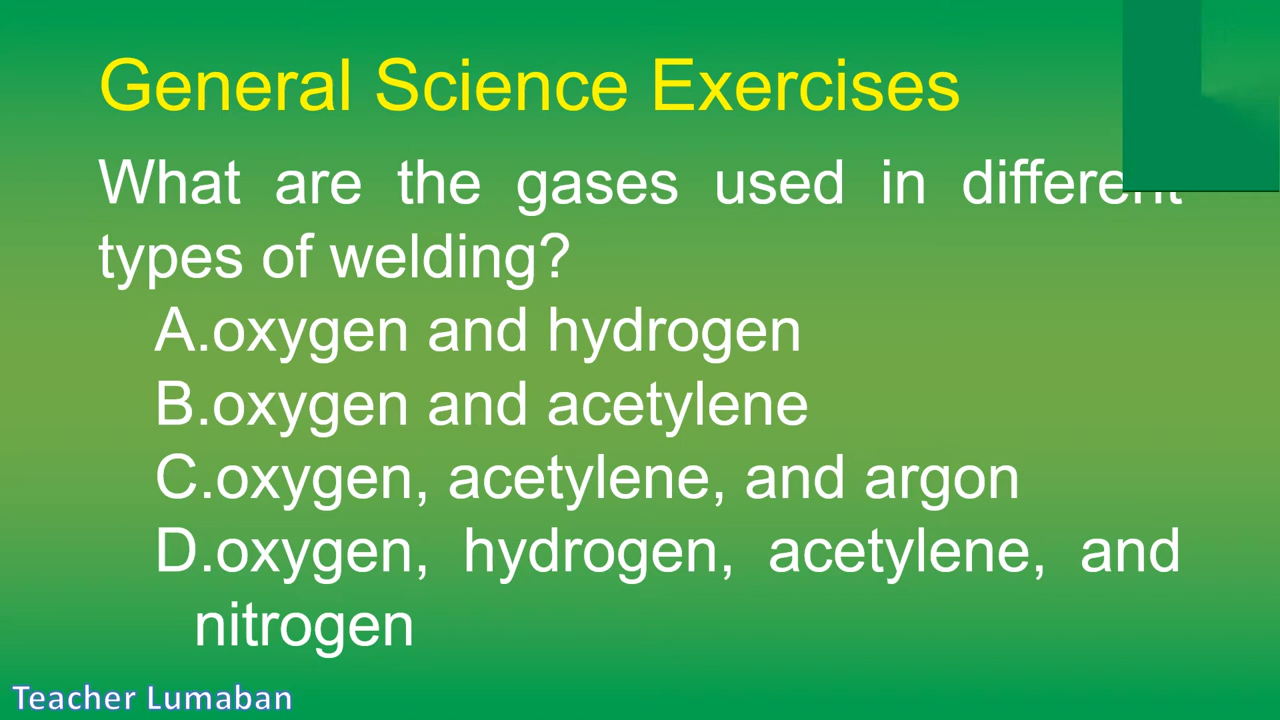 General Science Exercises
What are the gases used in different
types of welding?
A.oxygen and hydrogen
B.oxygen and acetylene
C.oxygen, acetylene, and argon
D.oxygen, hydrogen, acetylene, and
nitrogen
Teacher Lumaban